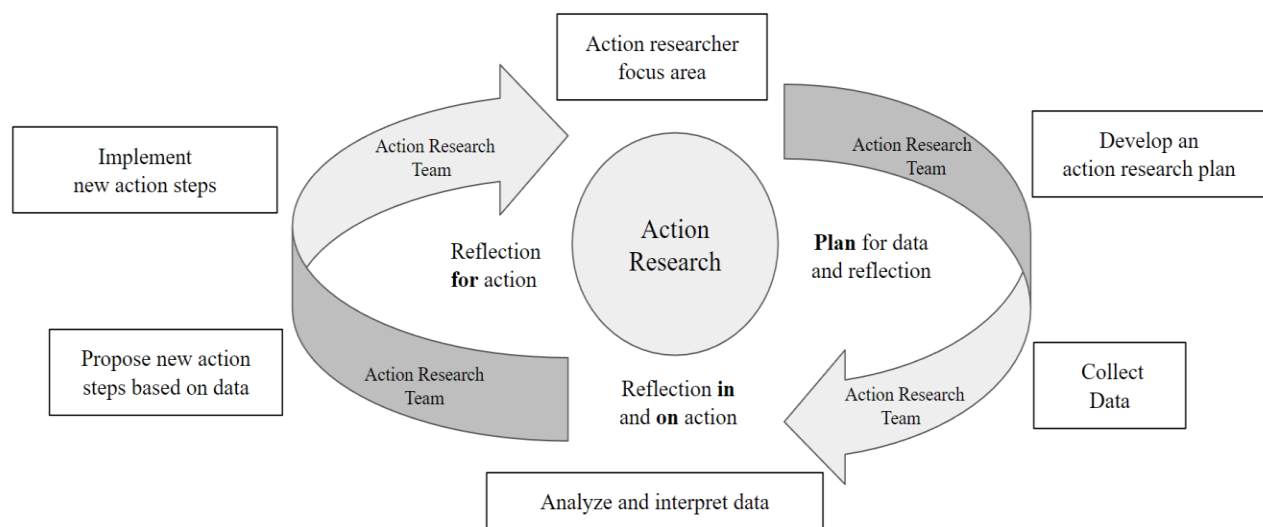 Action researcher
focus area
Action Research
Team
Develop an
action research plan
Plan for data
and reflection
Action Research
Team
Collect
Data
Analyze and interpret data
Reflection in
and on action
Action Research
Team
Propose new action
steps based on data
Implement
new action steps
Action Research
Team
Reflection
for action
Action
Research